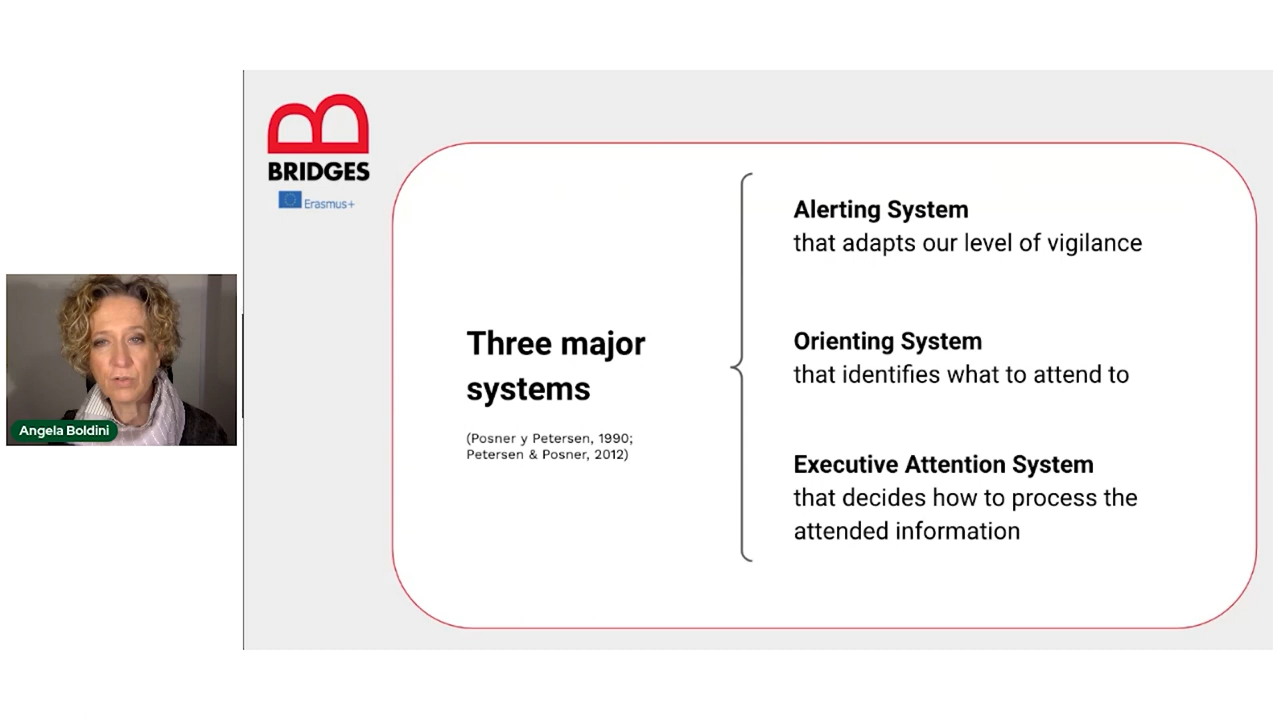 BRIDGES
Erasmus+
Angela Boldini
Three major
systems
(Posner y Petersen, 1990;
Petersen & Posner, 2012)
Alerting System
that adapts our level of vigilance
Orienting System
that identifies what to attend to
Executive Attention System
that decides how to process the
attended information